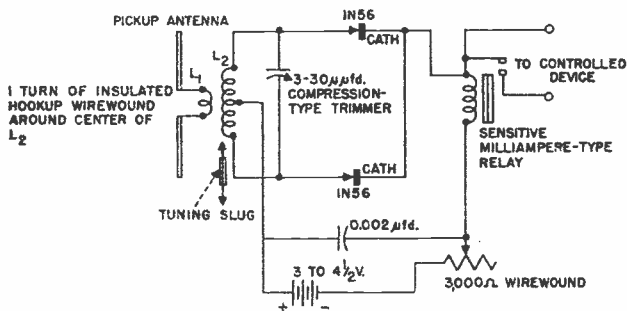 PICKUP ANTENNA
IN56
CATH
L1
L2
1 TURN OF INSULATED
HOOKUP WIREWOUND
AROUND CENTER OF
L2
3-30µµfd.
COMPRESSION-
TYPE TRIMMER
TO CONTROLLED
DEVICE
SENSITIVE
MILLIAMPERE-TYPE
RELAY
CATH
IN56
TUNING SLUG
0.002µfd.
3 TO 4½V.
+ -
3,000Ω WIREWOUND